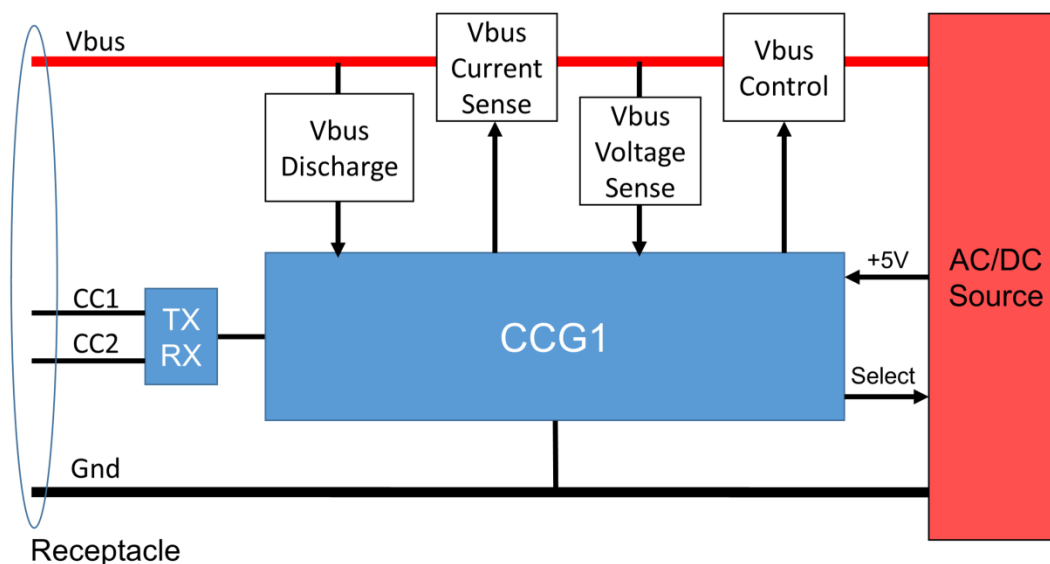 Vbus
Vbus
Current
Sense
Vbus
Control
Vbus
Discharge
Vbus
Voltage
Sense
AC/DC
Source
+5V
CC1
CC2
TX
RX
CCG1
Select
Gnd
Receptacle